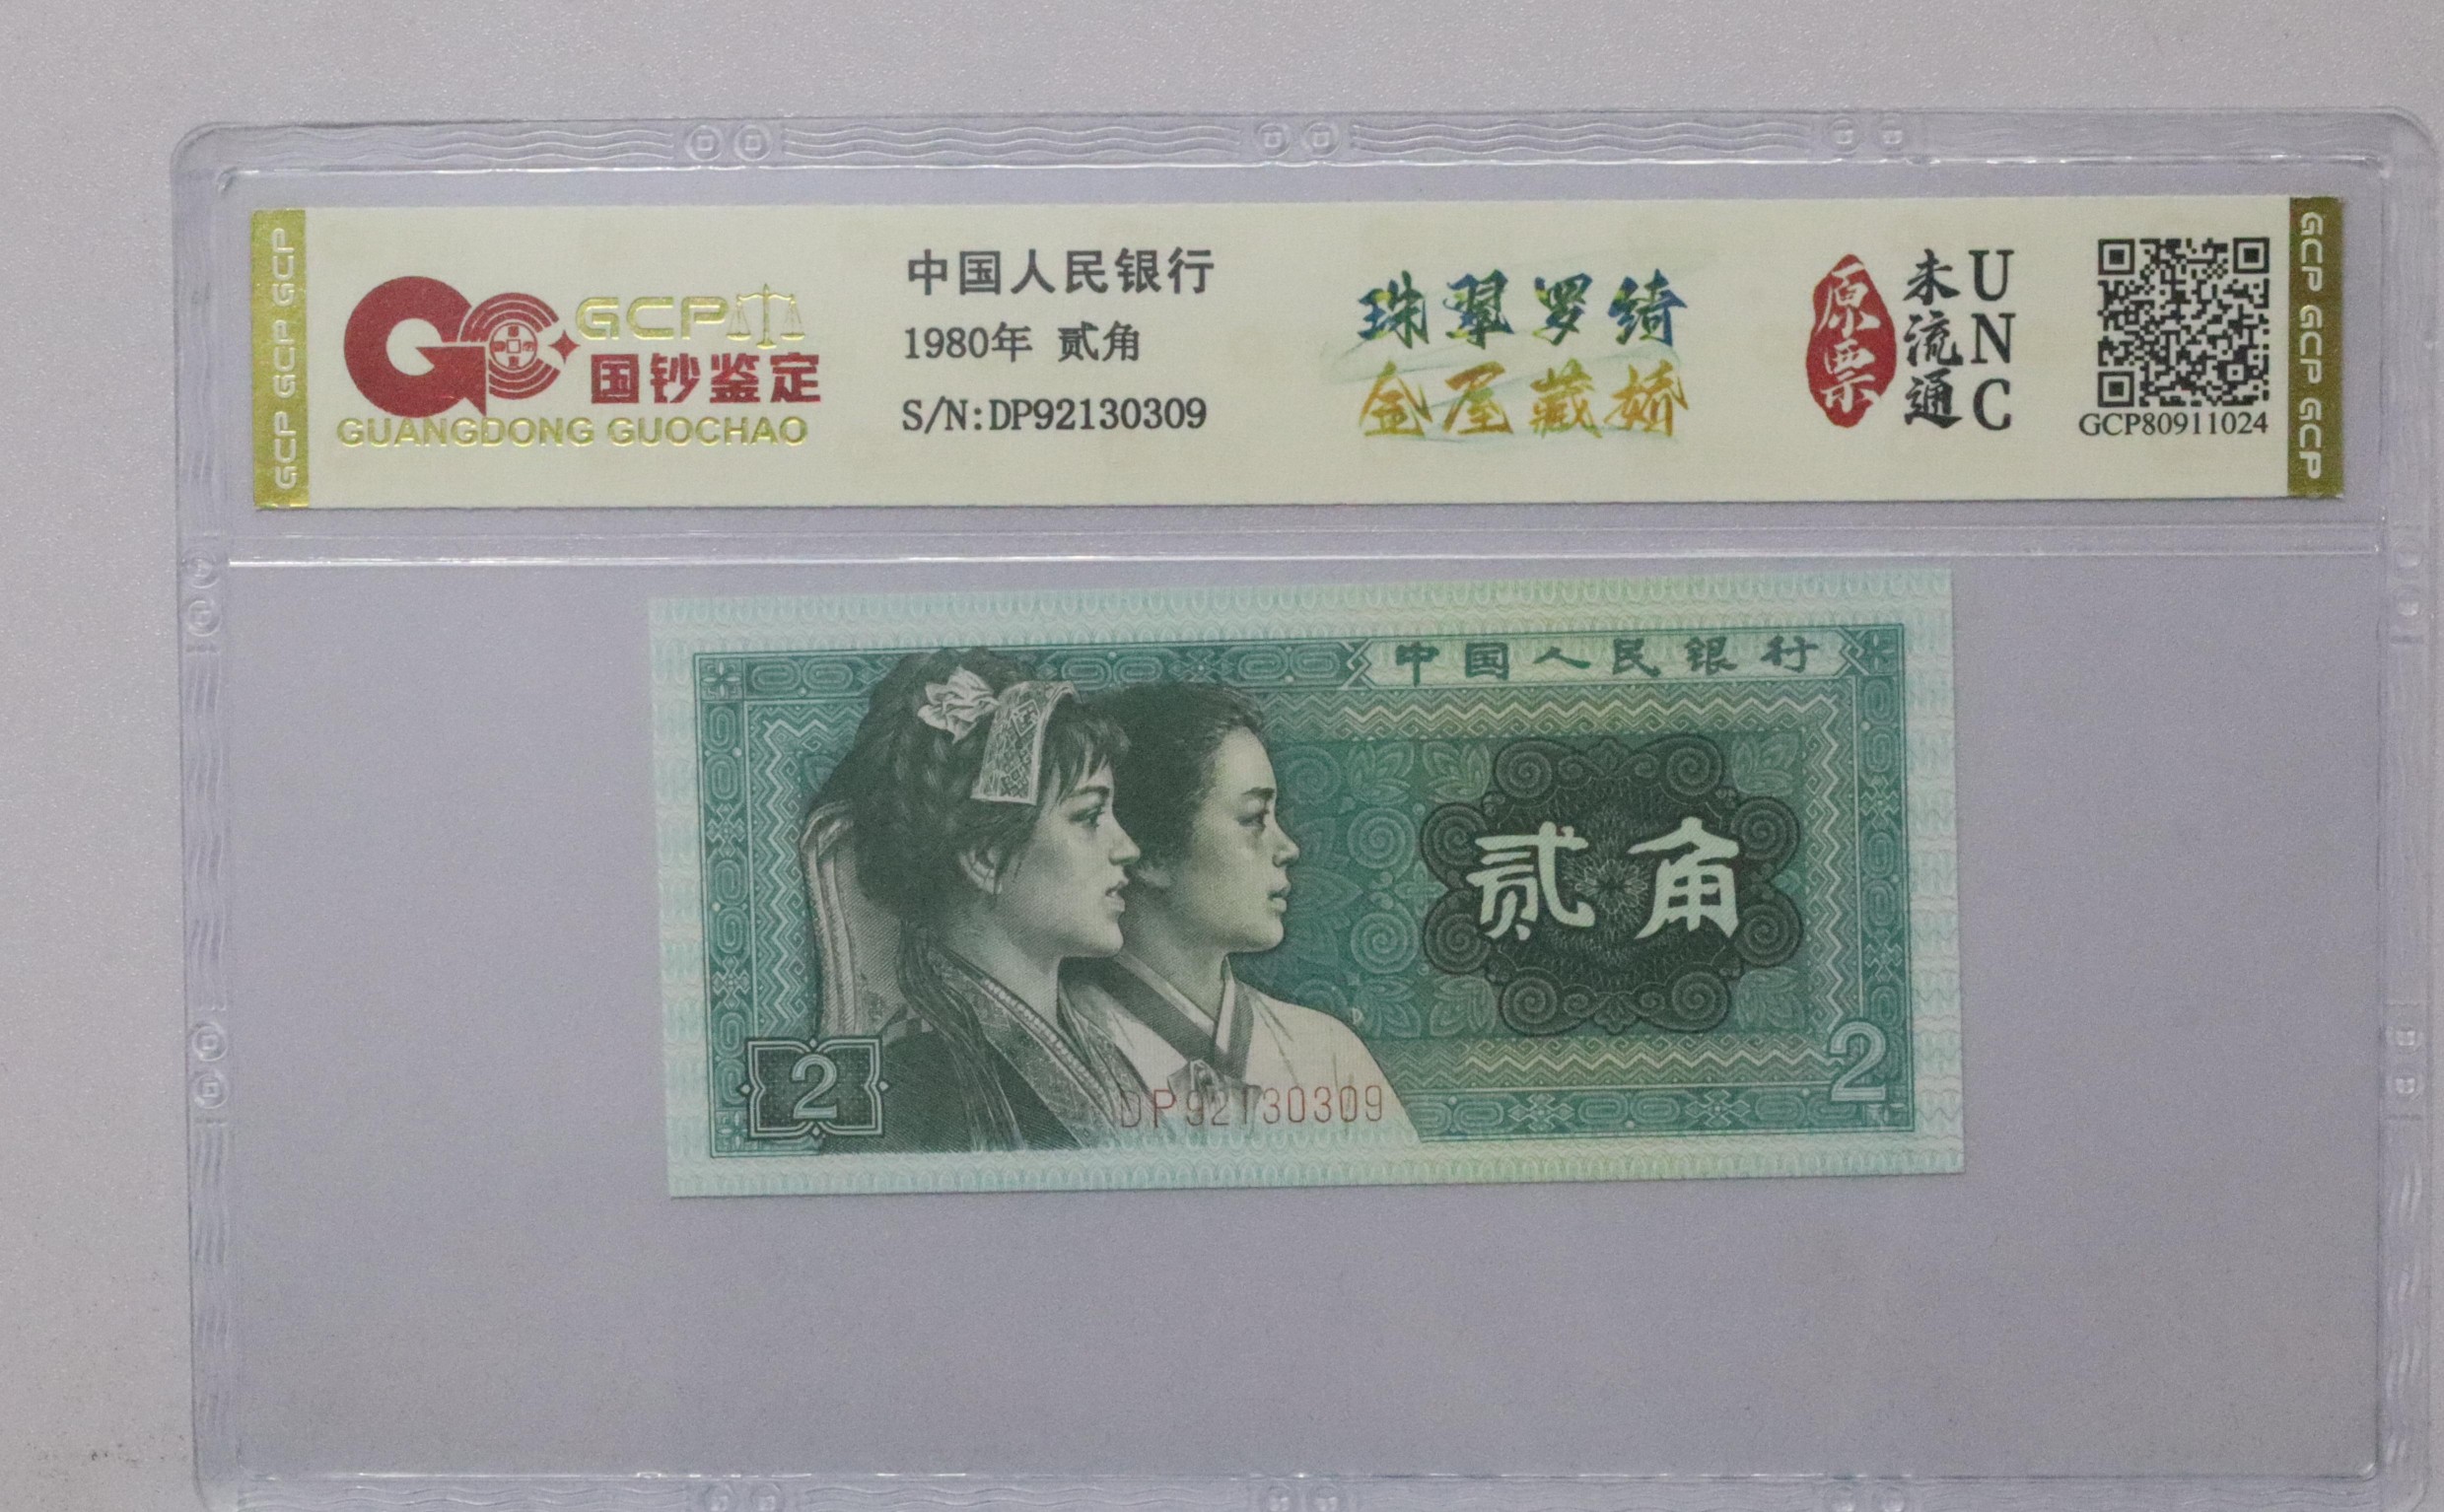 GCP GCP GCP
GCP
国钞鉴定
GUANGDONG GUOCHAO
中国人民银行
1980年 贰角
S/N:DP92130309
珠翠罗绮
金屋藏娇
原票
未流通
UNC
GCP80911024
GCP GCP GCP GCP
中国人民银行
贰角
2
DP92130309
2